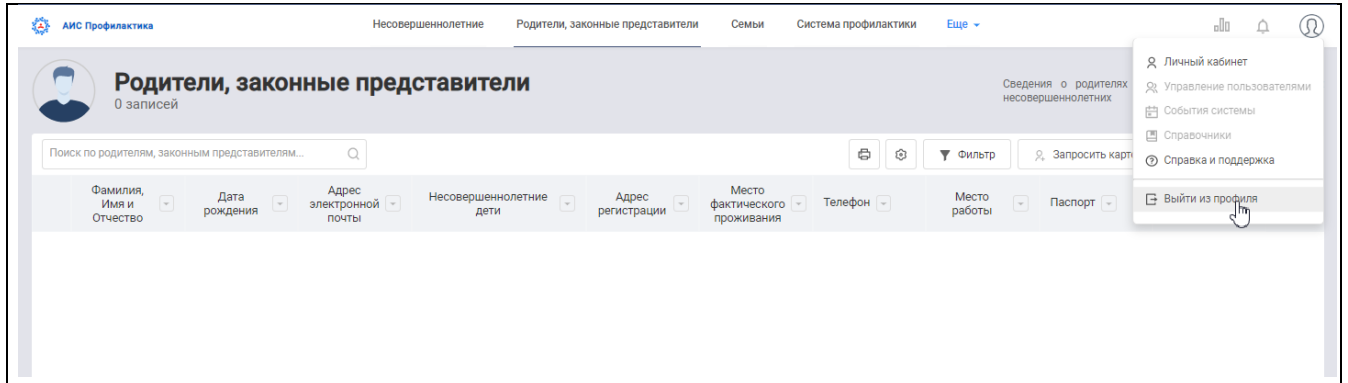 АИС Профилактика
Несовершеннолетние
Родители, законные представители
Семьи
Система профилактики
Еще
Родители, законные представители
0 записей
Сведения о родителях
несовершеннолетних
Личный кабинет
Управление пользователями
События системы
Справочники
Справка и поддержка
Выйти из профиля
Поиск по родителям, законным представителям...
Фильтр
Запросить карт
Фамилия,
Имя и
Отчество
Дата
рождения
Адрес
электронной
почты
Несовершеннолетние
дети
Адрес
регистрации
Место
фактического
проживания
Телефон
Место
работы
Паспорт